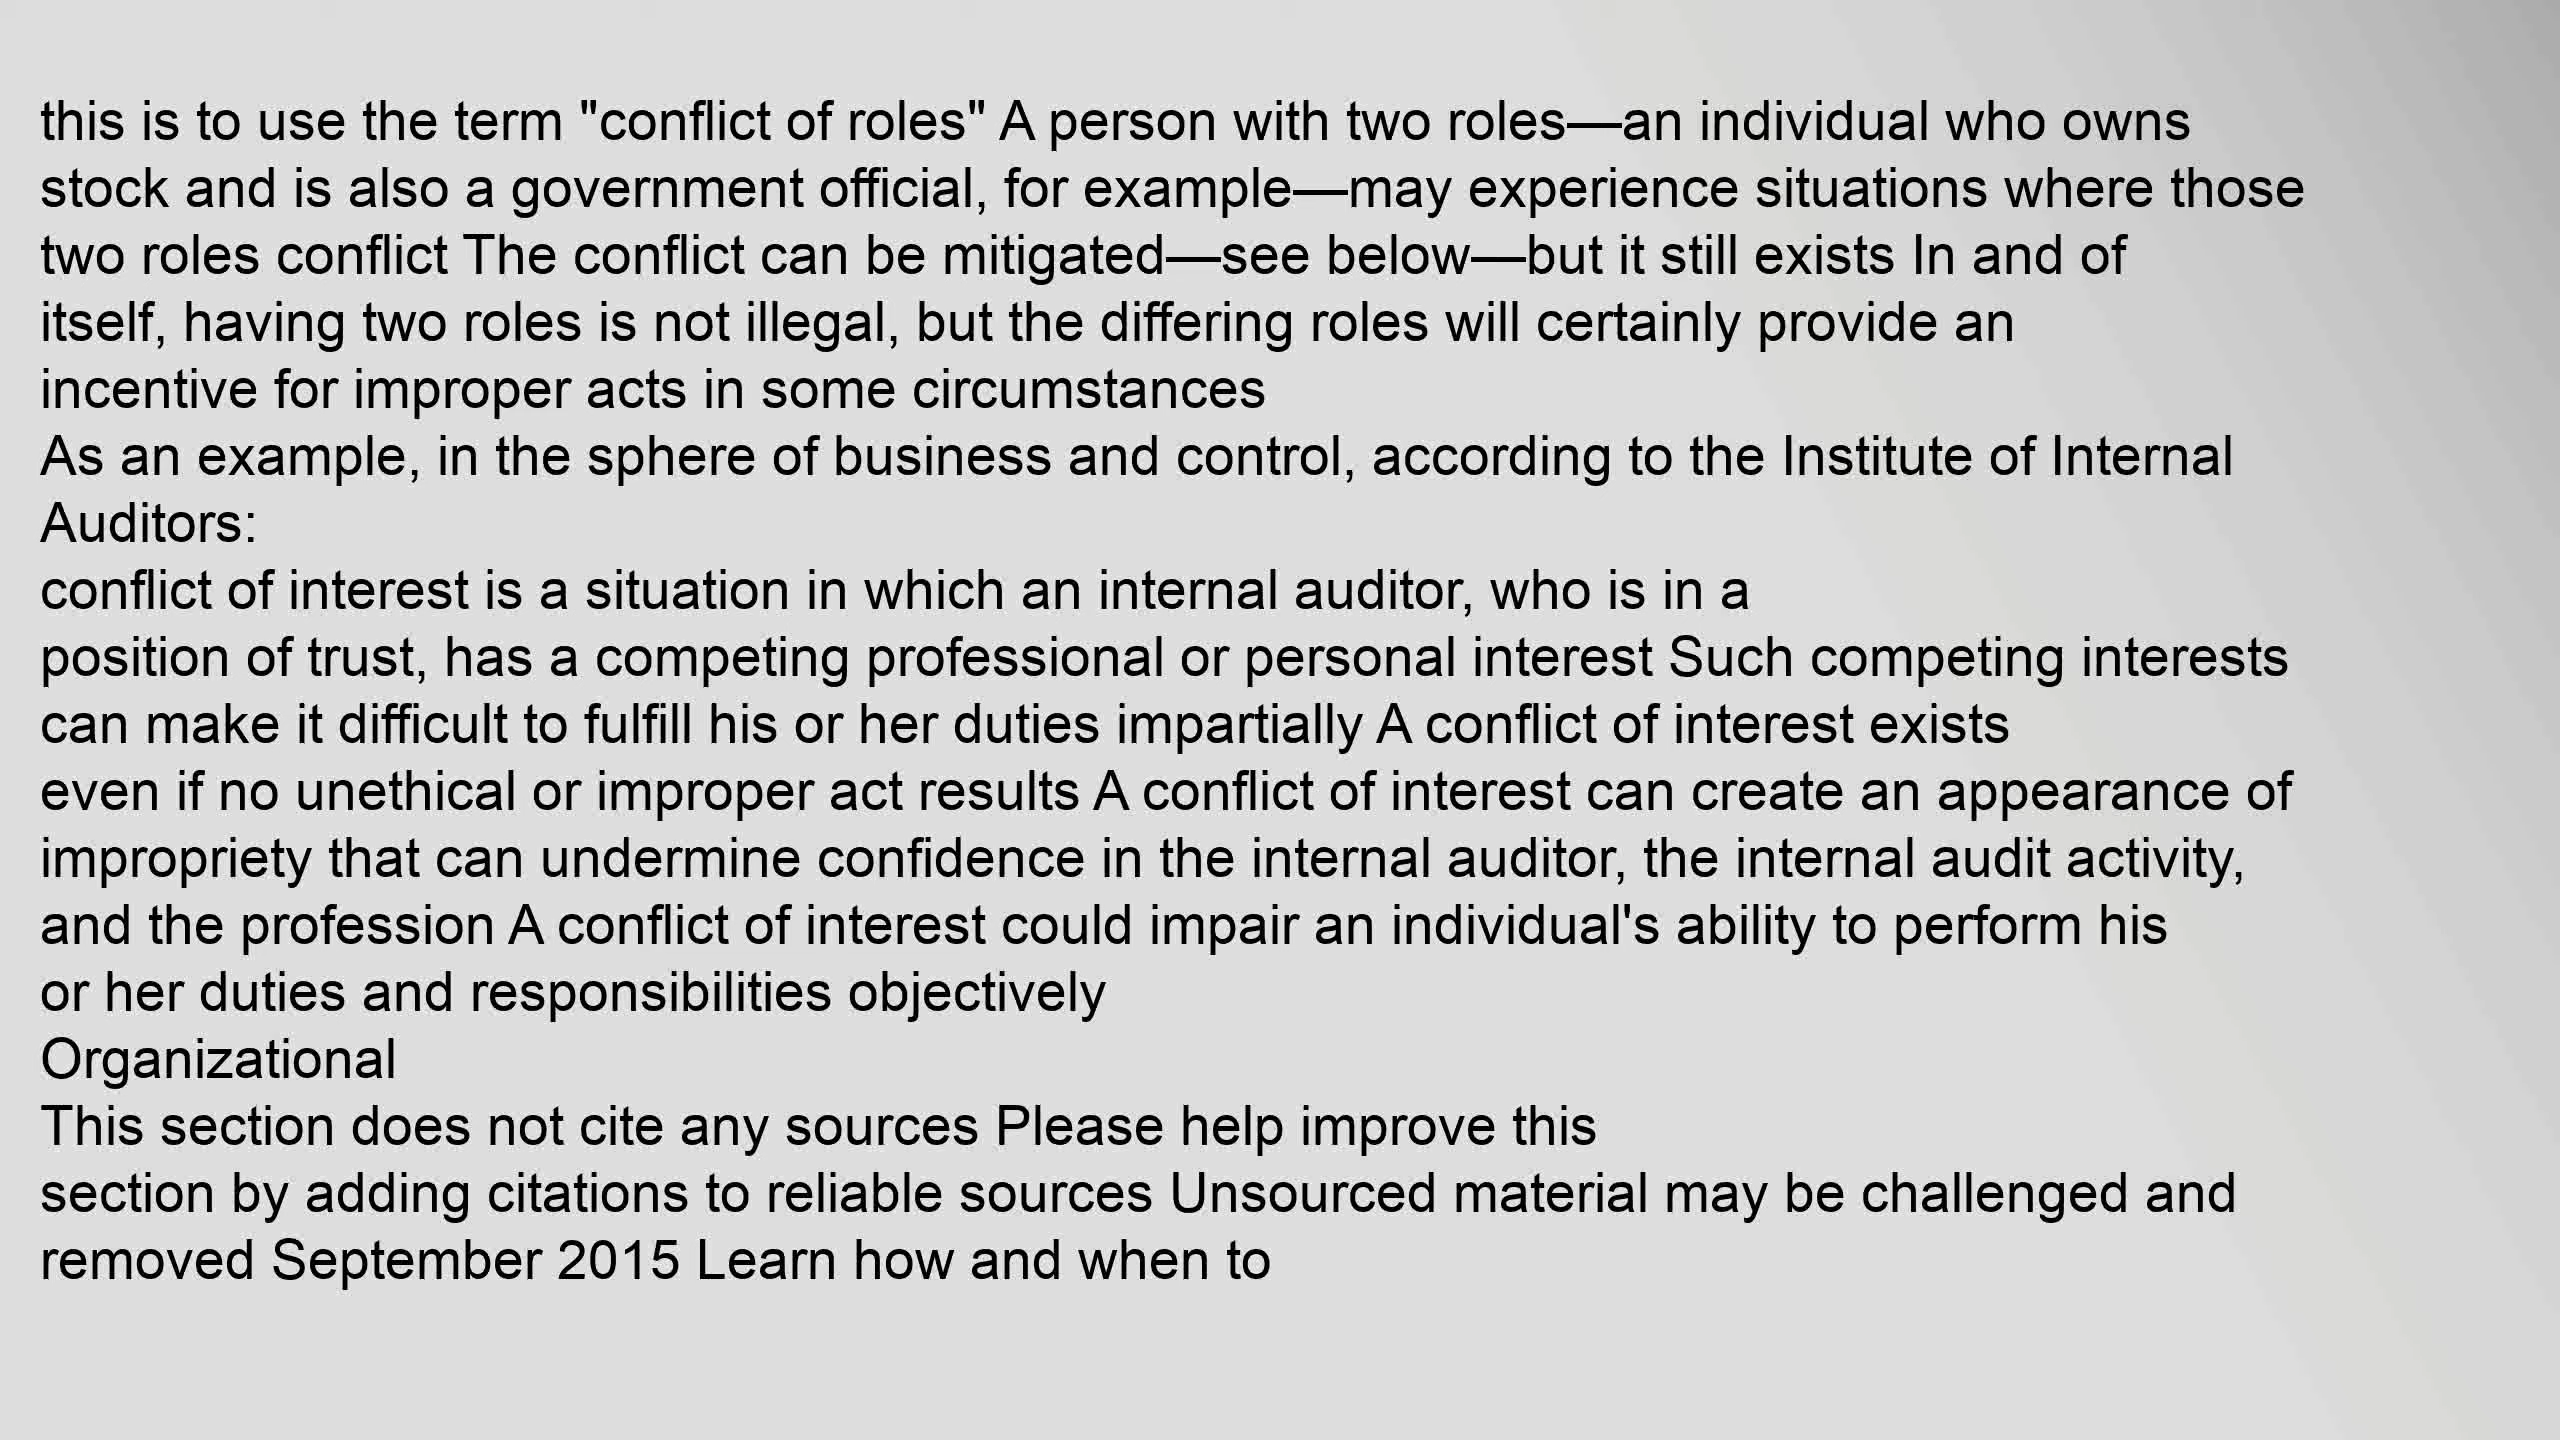 this is to use the term "conflict of roles" A person with two roles—an individual who owns
stock and is also a government official, for example—may experience situations where those
two roles conflict The conflict can be mitigated—see below—but it still exists In and of
itself, having two roles is not illegal, but the differing roles will certainly provide an
incentive for improper acts in some circumstances
As an example, in the sphere of business and control, according to the Institute of Internal
Auditors:
conflict of interest is a situation in which an internal auditor, who is in a
position of trust, has a competing professional or personal interest Such competing interests
can make it difficult to fulfill his or her duties impartially A conflict of interest exists
even if no unethical or improper act results A conflict of interest can create an appearance of
impropriety that can undermine confidence in the internal auditor, the internal audit activity,
and the profession A conflict of interest could impair an individual's ability to perform his
or her duties and responsibilities objectively
Organizational
This section does not cite any sources Please help improve this
section by adding citations to reliable sources Unsourced material may be challenged and
removed September 2015 Learn how and when to